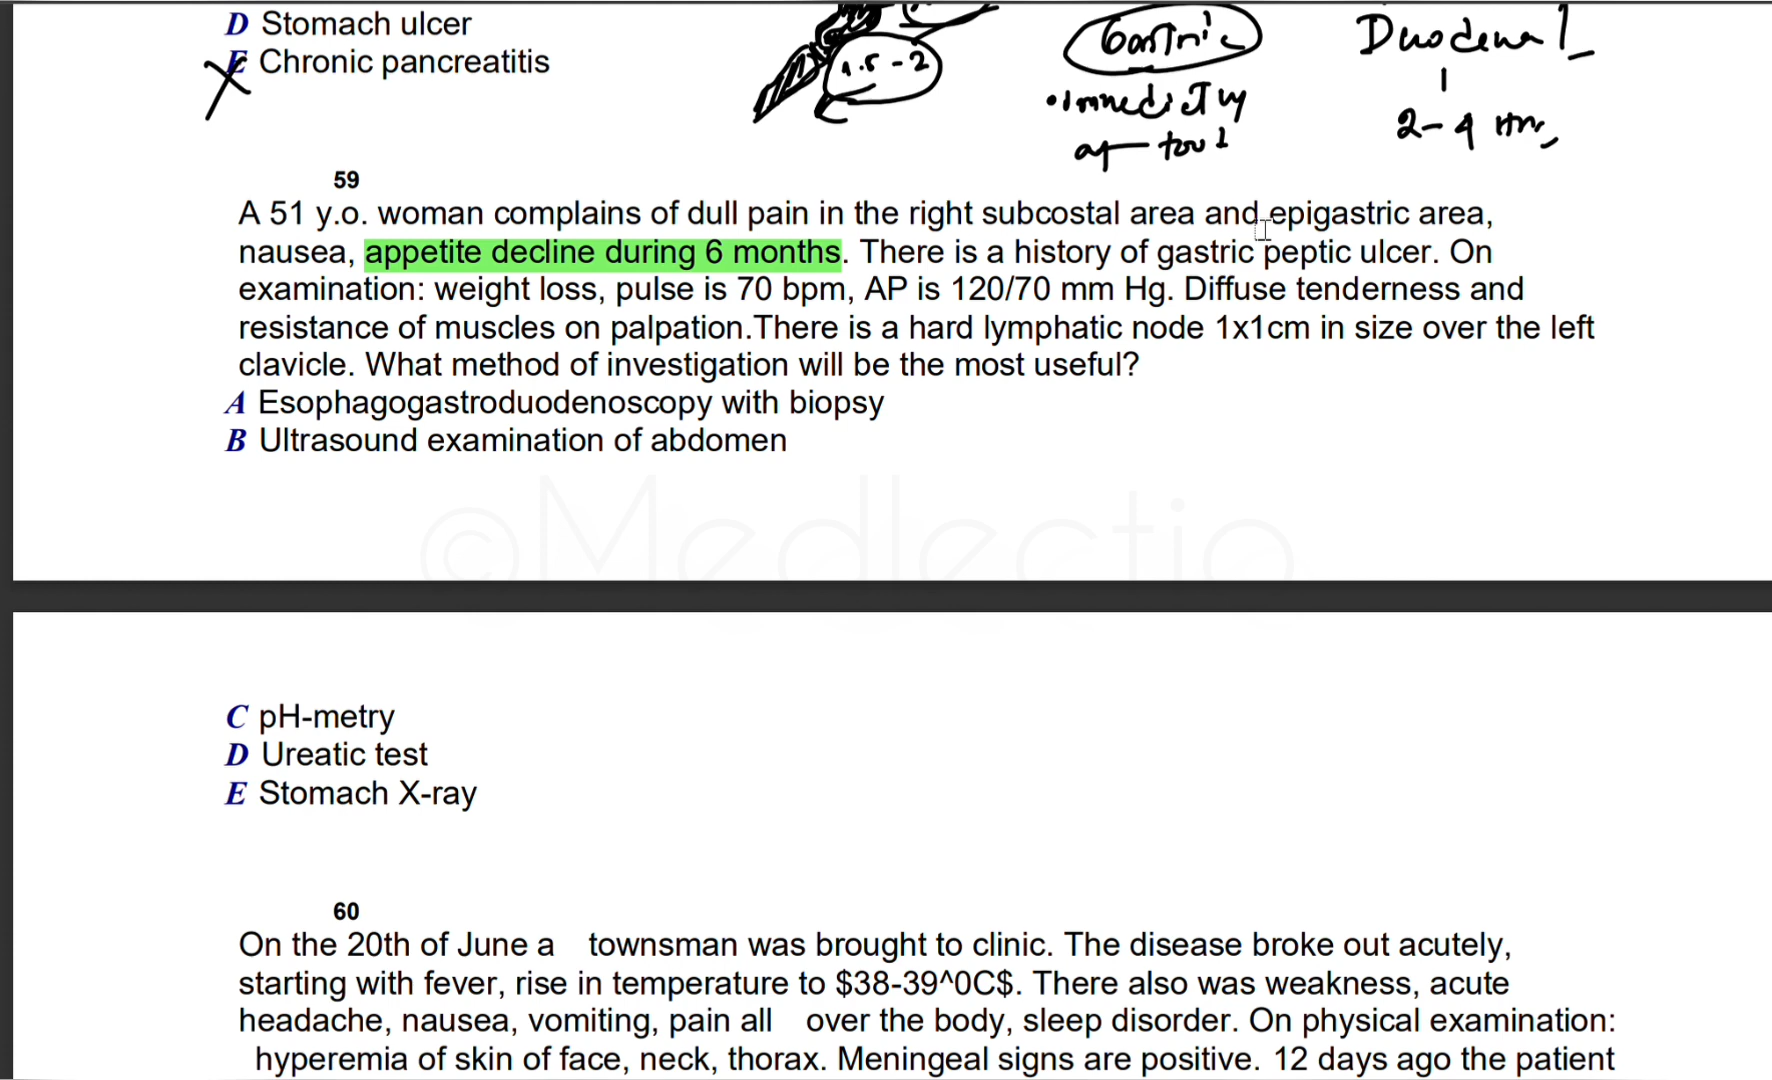 D Stomach ulcer
E Chronic pancreatitis
1.5-2
Gastric
Duodenal
• Immediatly
2-4 Hrs
59
A 51 y.o. woman complains of dull pain in the right subcostal area and epigastric area,
nausea, appetite decline during 6 months. There is a history of gastric peptic ulcer. On
examination: weight loss, pulse is 70 bpm, AP is 120/70 mm Hg. Diffuse tenderness and
resistance of muscles on palpation.There is a hard lymphatic node 1x1cm in size over the left
clavicle. What method of investigation will be the most useful?
A Esophagogastroduodenoscopy with biopsy
B Ultrasound examination of abdomen
©Medlectio
C pH-metry
D Ureatic test
E Stomach X-ray
60
On the 20th of June a townsman was brought to clinic. The disease broke out acutely,
starting with fever, rise in temperature to $38-39^0C$. There also was weakness, acute
headache, nausea, vomiting, pain all over the body, sleep disorder. On physical examination:
hyperemia of skin of face, neck, thorax. Meningeal signs are positive. 12 days ago the patient